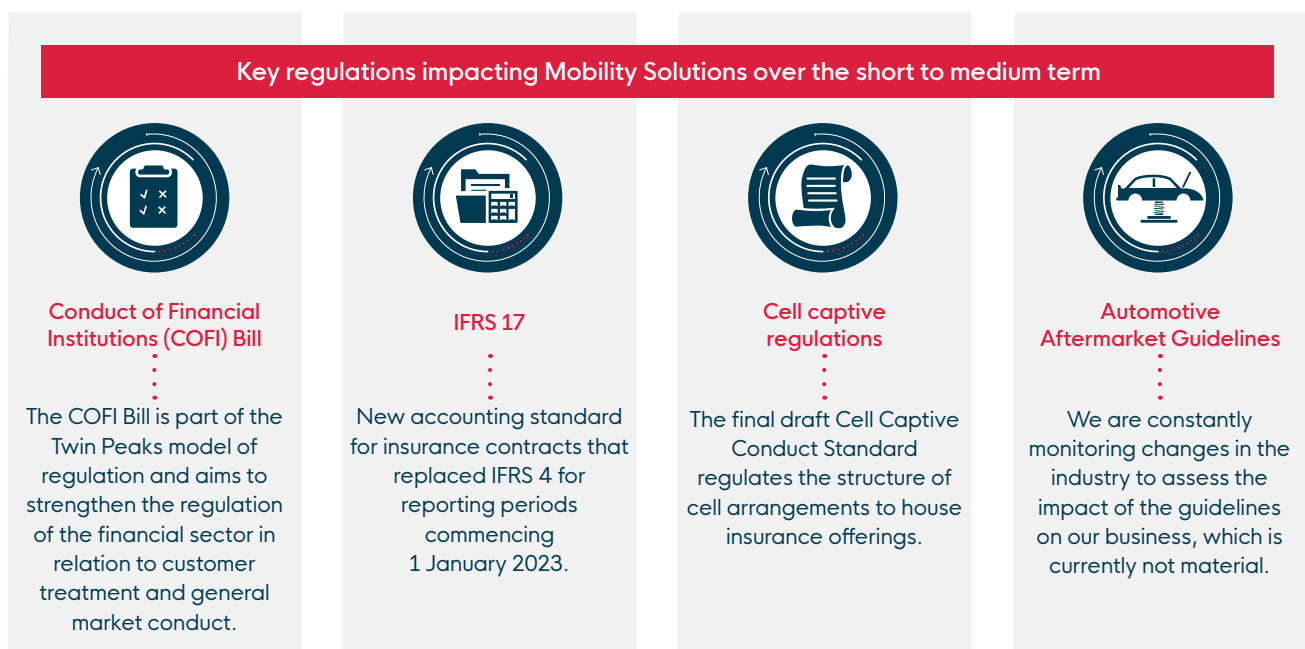 Key regulations impacting Mobility Solutions over the short to medium term
Conduct of Financial
Institutions (COFI) Bill
The COFI Bill is part of the
Twin Peaks model of
regulation and aims to
strengthen the regulation
of the financial sector in
relation to customer
treatment and general
market conduct.
IFRS 17
New accounting standard
for insurance contracts that
replaced IFRS 4 for
reporting periods
commencing
1 January 2023.
Cell captive
regulations
The final draft Cell Captive
Conduct Standard
regulates the structure of
cell arrangements to house
insurance offerings.
Automotive
Aftermarket Guidelines
We are constantly
monitoring changes in the
industry to assess the
impact of the guidelines
on our business, which is
currently not material.